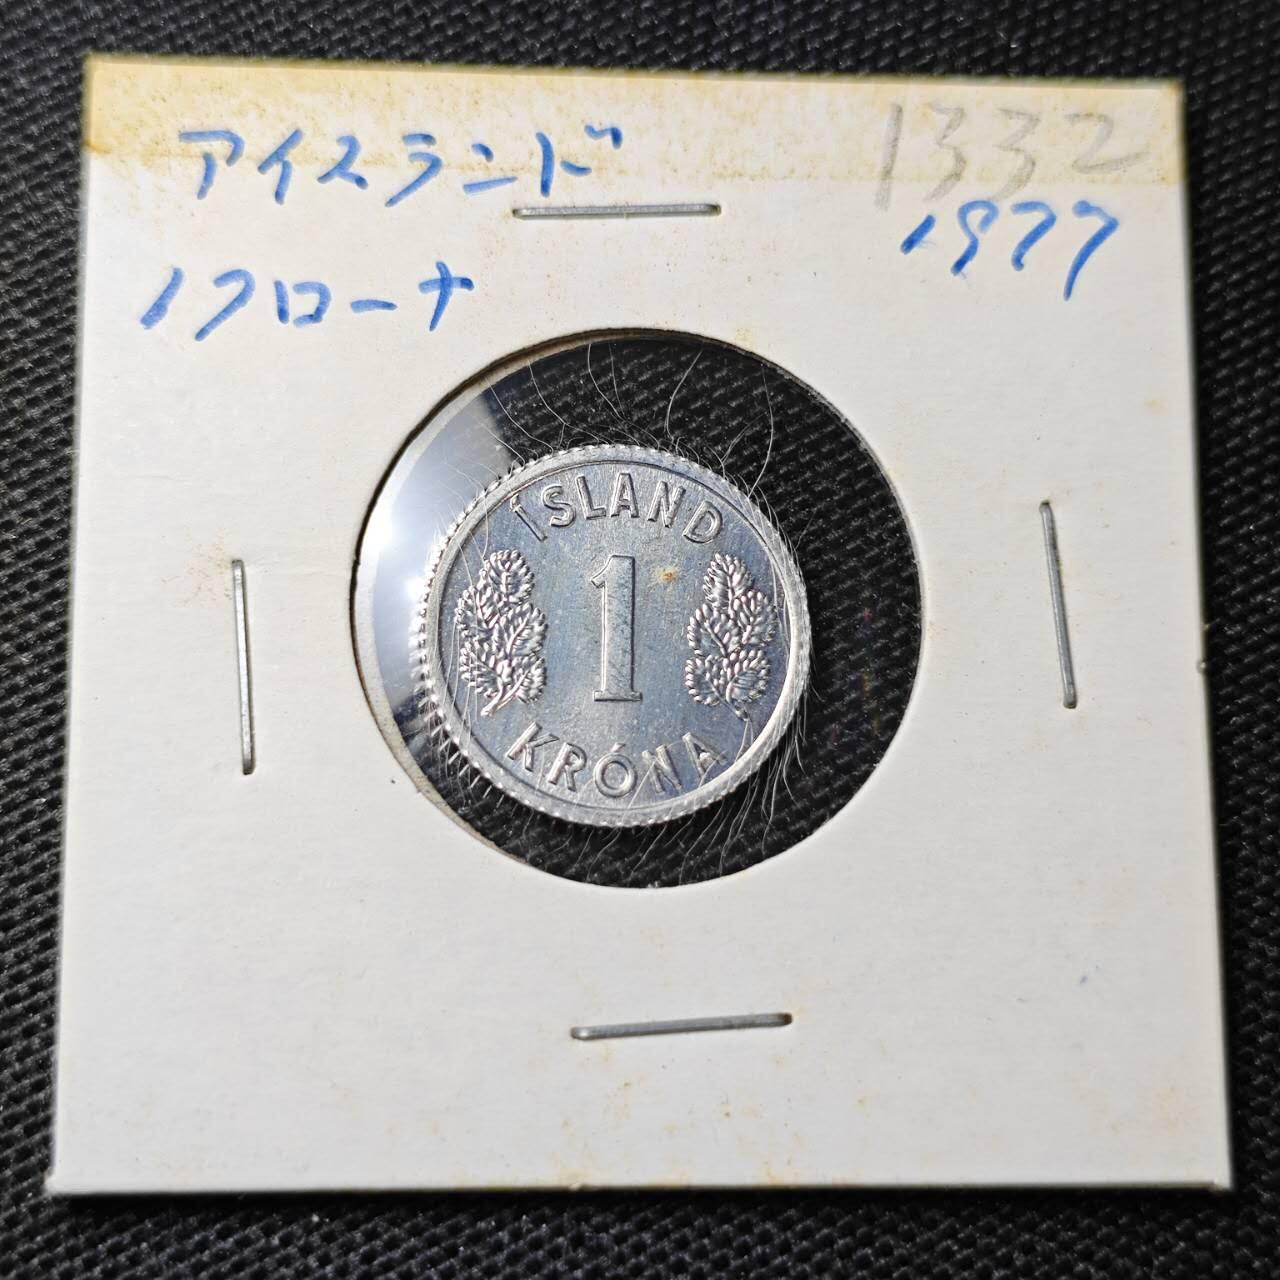 アイスランド
1332
1クローナ
1977
ÍSLAND
1
KRÓNA